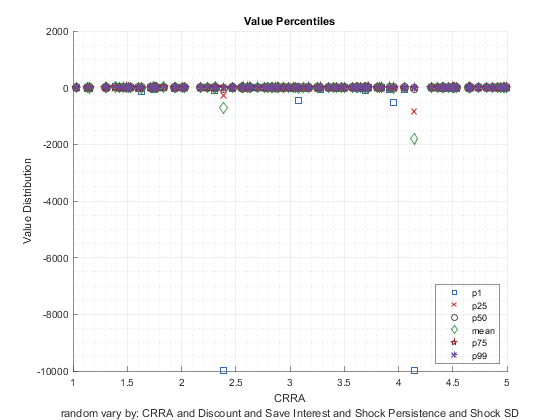 Value Percentiles
2000
0
-2000
-4000
-6000
-8000
-10000
Value Distribution
p1
p25
p50
mean
p75
p99
1 1.5 2 2.5 3 3.5 4 4.5 5
CRRA
random vary by: CRRA and Discount and Save Interest and Shock Persistence and Shock SD